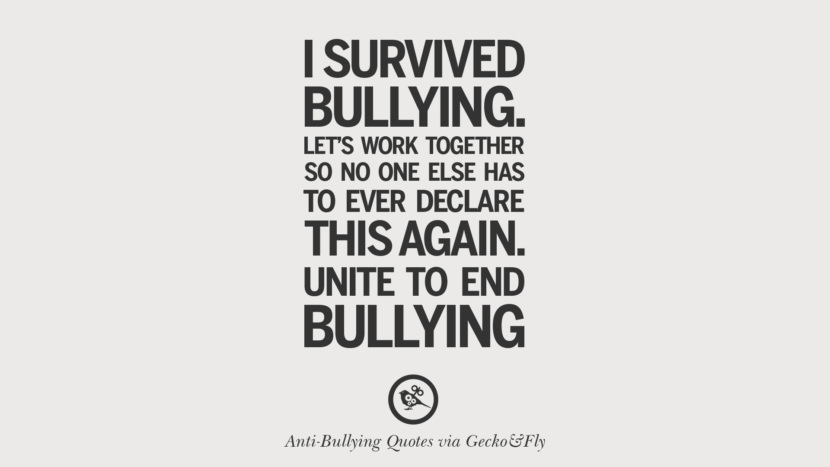 I SURVIVED
BULLYING.
LET'S WORK TOGETHER
SO NO ONE ELSE HAS
TO EVER DECLARE
THIS AGAIN.
UNITE TO END
BULLYING
Anti-Bullying Quotes via Gecko&Fly